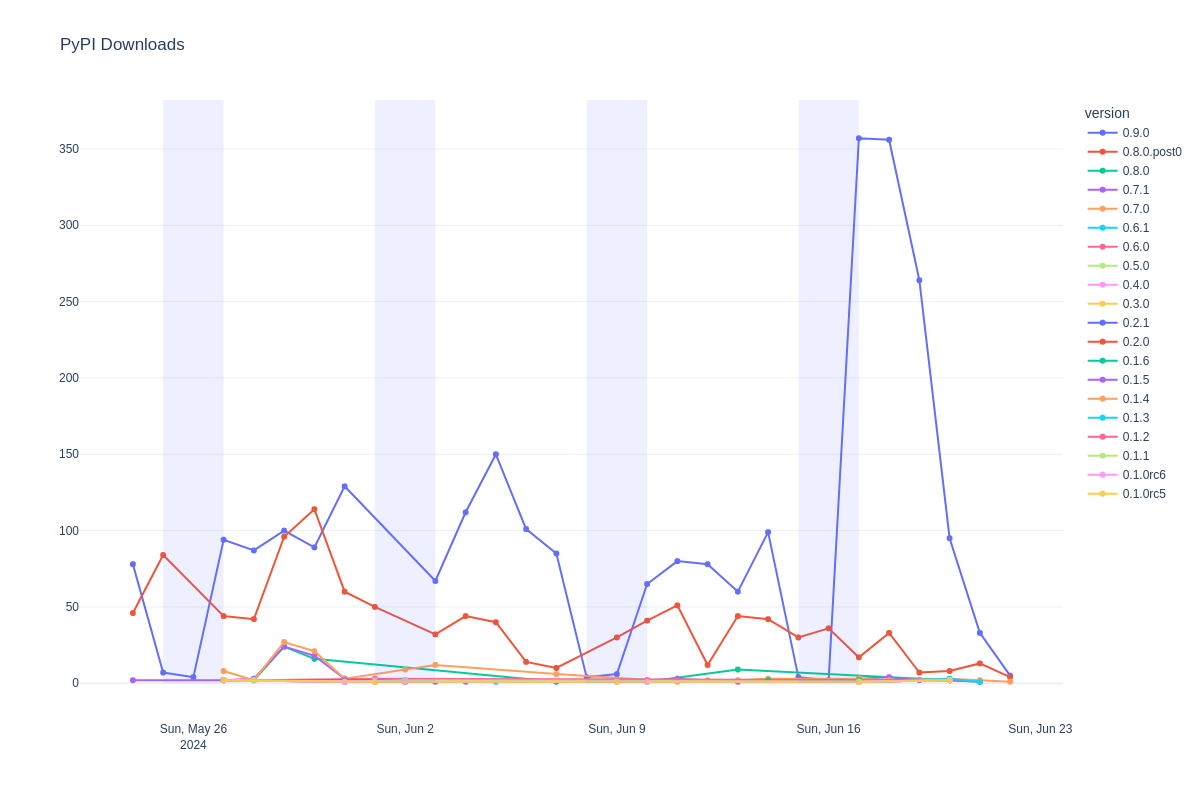 PyPI Downloads
350
300
250
200
150
100
50
0
Sun, May 26
2024
Sun, Jun 2
Sun, Jun 9
Sun, Jun 16
Sun, Jun 23
version
0.9.0
0.8.0.post0
0.8.0
0.7.1
0.7.0
0.6.1
0.6.0
0.5.0
0.4.0
0.3.0
0.2.1
0.2.0
0.1.6
0.1.5
0.1.4
0.1.3
0.1.2
0.1.1
0.1.0rc6
0.1.0rc5